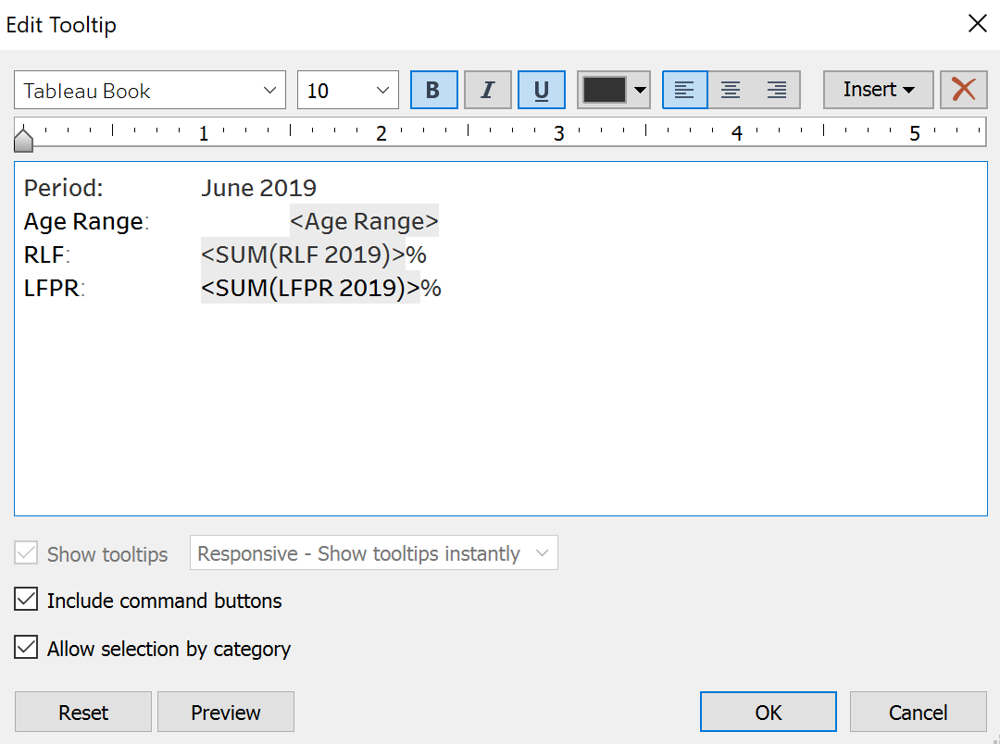 Edit Tooltip
Tableau Book 10 B I U Insert
1 2 3 4 5
Period: June 2019
Age Range: <Age Range>
RLF: <SUM(RLF 2019)>%
LFPR: <SUM(LFPR 2019)>%
Show tooltips Responsive - Show tooltips instantly
Include command buttons
Allow selection by category
Reset Preview OK Cancel